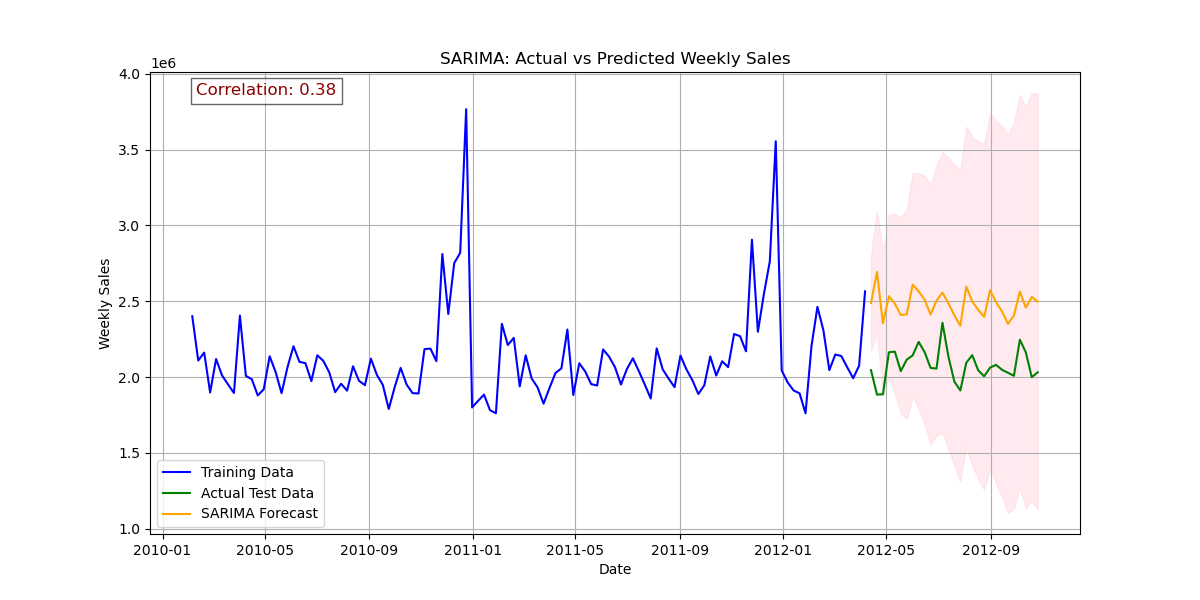 SARIMA: Actual vs Predicted Weekly Sales
1e6
4.0
Correlation: 0.38
3.5
3.0
2.5
2.0
1.5
1.0
Weekly Sales
Training Data
Actual Test Data
SARIMA Forecast
2010-01 2010-05 2010-09 2011-01 2011-05 2011-09 2012-01 2012-05 2012-09
Date